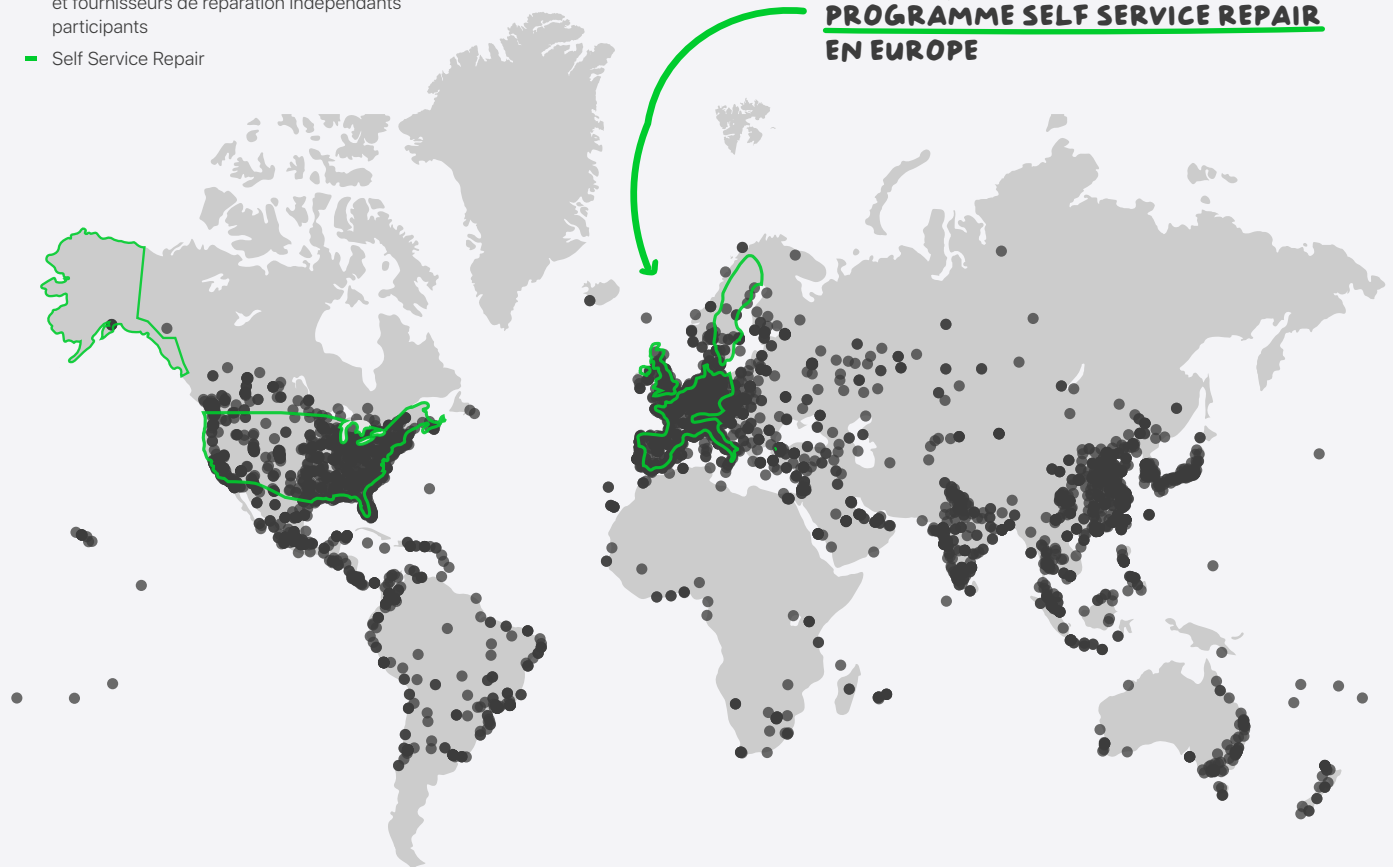 et fournisseurs de réparation indépendants
participants
Self Service Repair
PROGRAMME SELF SERVICE REPAIR
EN EUROPE